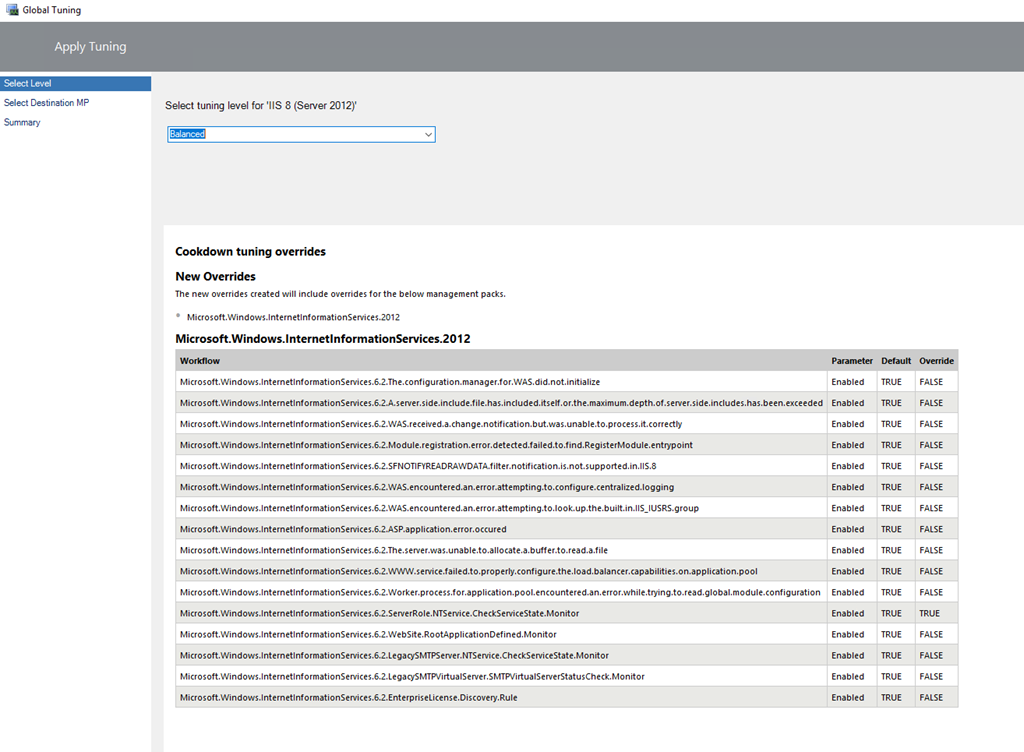 Global Tuning
Apply Tuning
Select Level
Select Destination MP
Summary
Select tuning level for 'IIS 8 (Server 2012)'
Balanced
Cookdown tuning overrides
New Overrides
The new overrides created will include overrides for the below management packs.
Microsoft.Windows.InternetInformationServices.2012
Microsoft.Windows.InternetInformationServices.2012
Workflow Parameter Default Override
Microsoft.Windows.InternetInformationServices.6.2.The.configuration.manager.for.WAS.did.not.initialize Enabled TRUE FALSE
Microsoft.Windows.InternetInformationServices.6.2.A.server.side.include.file.has.included.itself.or.the.maximum.depth.of.server.side.includes.has.been.exceeded Enabled TRUE FALSE
Microsoft.Windows.InternetInformationServices.6.2.WAS.received.a.change.notification.but.was.unable.to.process.it.correctly Enabled TRUE FALSE
Microsoft.Windows.InternetInformationServices.6.2.Module.registration.error.detected.failed.to.find.RegisterModule.entrypoint Enabled TRUE FALSE
Microsoft.Windows.InternetInformationServices.6.2.SFNOTIFYREADRAWDATA.filter.notification.is.not.supported.in.IIS.8 Enabled TRUE FALSE
Microsoft.Windows.InternetInformationServices.6.2.WAS.encountered.an.error.attempting.to.configure.centralized.logging Enabled TRUE FALSE
Microsoft.Windows.InternetInformationServices.6.2.WAS.encountered.an.error.attempting.to.look.up.the.built.in.IIS_IUSRS.group Enabled TRUE FALSE
Microsoft.Windows.InternetInformationServices.6.2.ASP.application.error.occured Enabled TRUE FALSE
Microsoft.Windows.InternetInformationServices.6.2.The.server.was.unable.to.allocate.a.buffer.to.read.a.file Enabled TRUE FALSE
Microsoft.Windows.InternetInformationServices.6.2.WWW.service.failed.to.properly.configure.the.load.balancer.capabilities.on.application.pool Enabled TRUE FALSE
Microsoft.Windows.InternetInformationServices.6.2.Worker.process.for.application.pool.encountered.an.error.while.trying.to.read.global.module.configuration Enabled TRUE FALSE
Microsoft.Windows.InternetInformationServices.6.2.ServerRole.NTService.CheckServiceState.Monitor Enabled TRUE TRUE
Microsoft.Windows.InternetInformationServices.6.2.WebSite.RootApplicationDefined.Monitor Enabled TRUE FALSE
Microsoft.Windows.InternetInformationServices.6.2.LegacySMTPServer.NTService.CheckServiceState.Monitor Enabled TRUE FALSE
Microsoft.Windows.InternetInformationServices.6.2.LegacySMTPVirtualServer.SMTPVirtualServerStatusCheck.Monitor Enabled TRUE FALSE
Microsoft.Windows.InternetInformationServices.6.2.EnterpriseLicense.Discovery.Rule Enabled TRUE FALSE